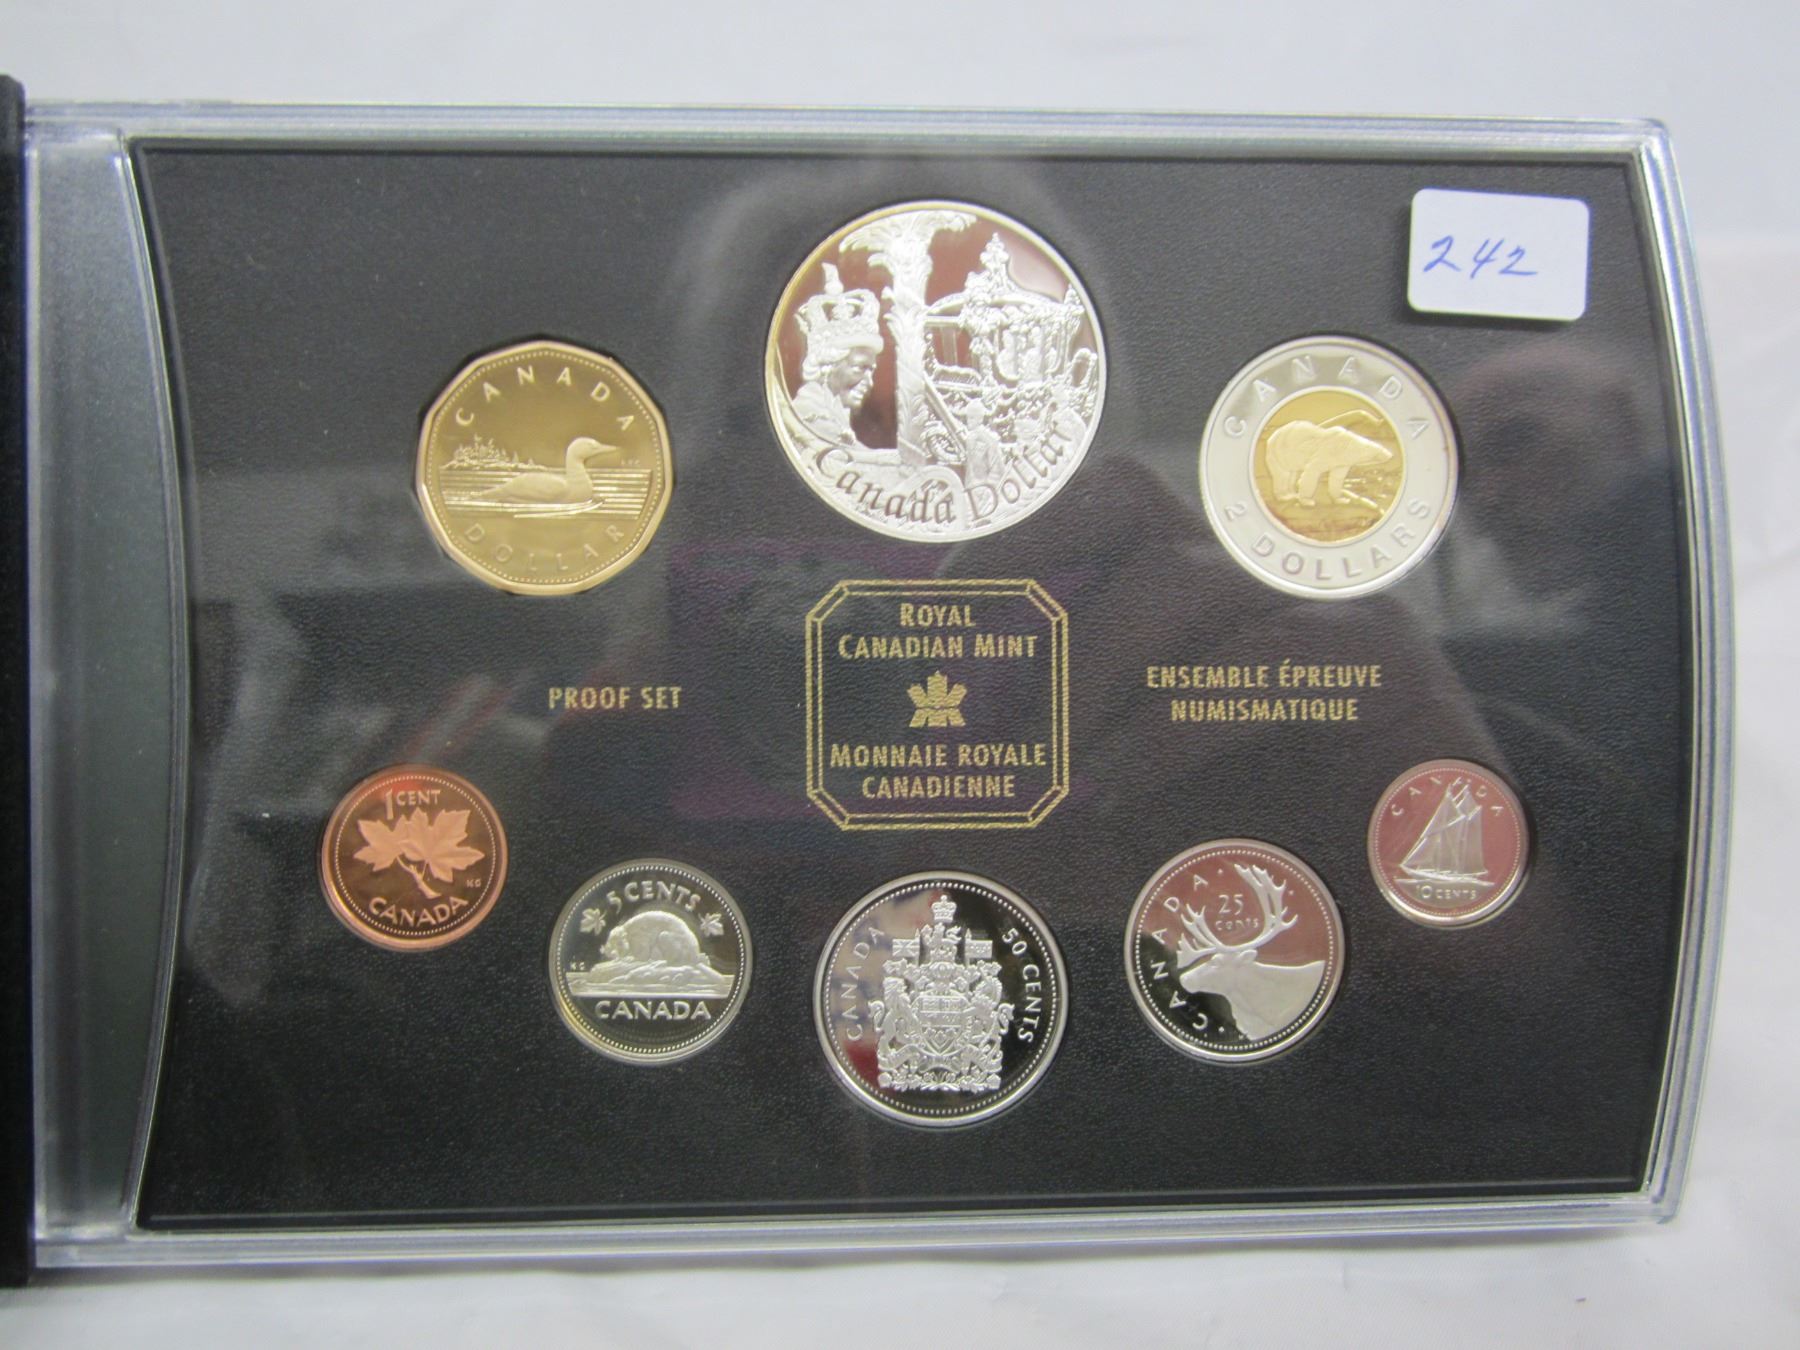 242
CANADA
DOLLAR
Canada Dollar
CANADA
2 DOLLARS
ROYAL
CANADIAN MINT
MONNAIE ROYALE
CANADIENNE
PROOF SET
ENSEMBLE ÉPREUVE
NUMISMATIQUE
1 CENT
CANADA
5 CENTS
CANADA
CANADA
50 CENTS
CANADA
25
cents
CANADA
10 CENTS